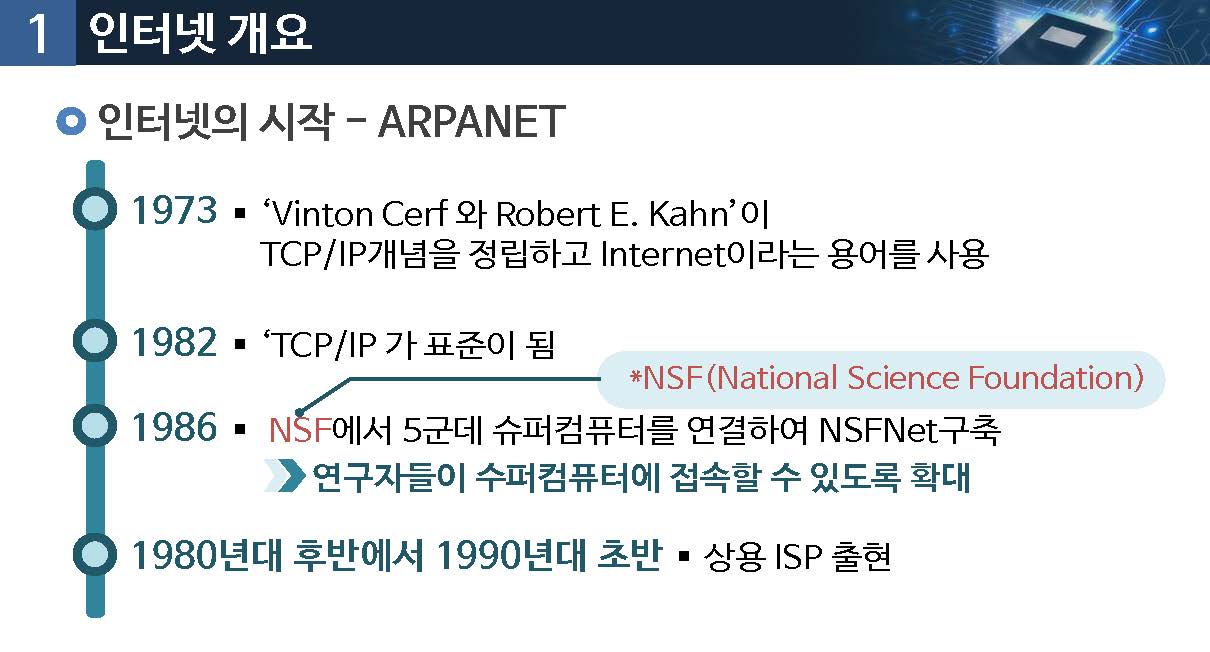 1 인터넷 개요
인터넷의 시작 – ARPANET
1973 ▪ ‘Vinton Cerf 와 Robert E. Kahn’이
TCP/IP개념을 정립하고 Internet이라는 용어를 사용
1982 ▪ ‘TCP/IP 가 표준이 됨
*NSF(National Science Foundation)
1986 ▪ NSF에서 5군데 슈퍼컴퓨터를 연결하여 NSFNet구축
연구자들이 수퍼컴퓨터에 접속할 수 있도록 확대
1980년대 후반에서 1990년대 초반 ▪ 상용 ISP 출현